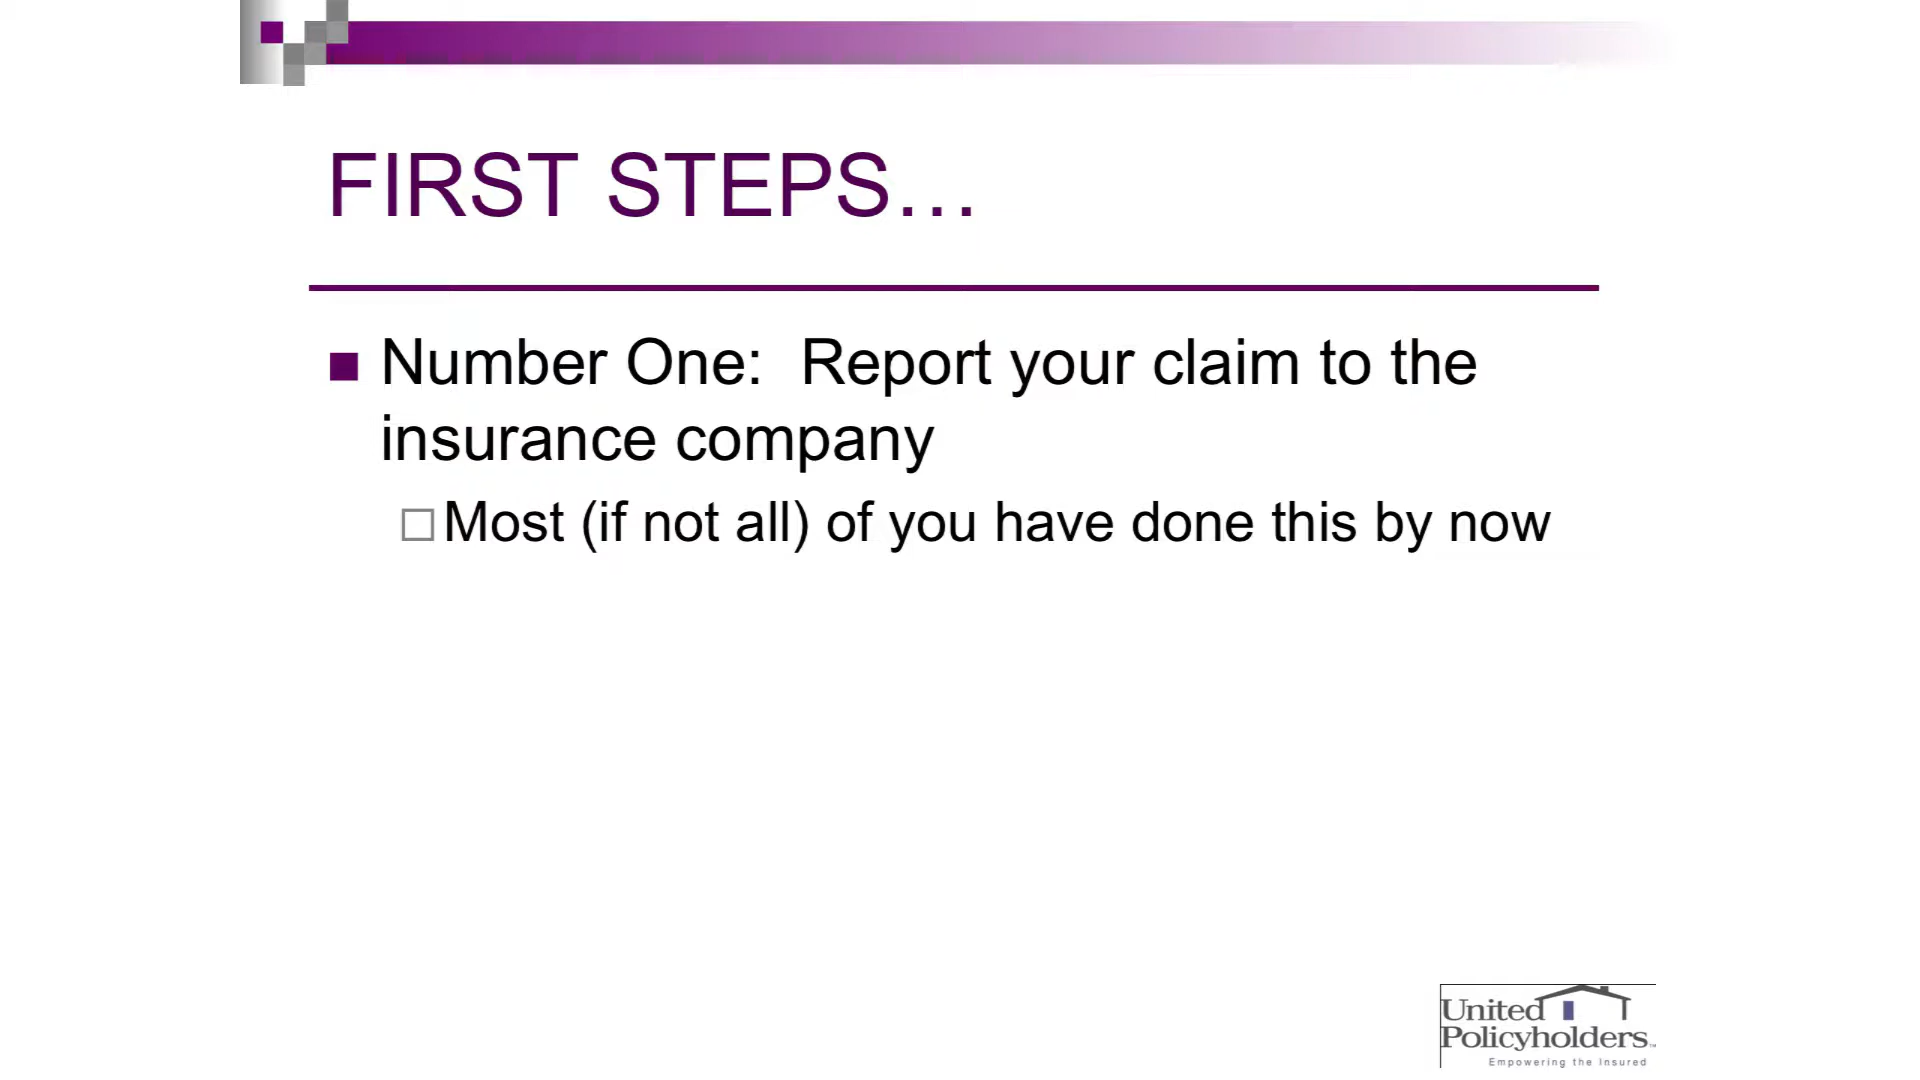 FIRST STEPS…
Number One:  Report your claim to the
insurance company
Most (if not all) of you have done this by now
United
Policyholders™
Empowering the Insured